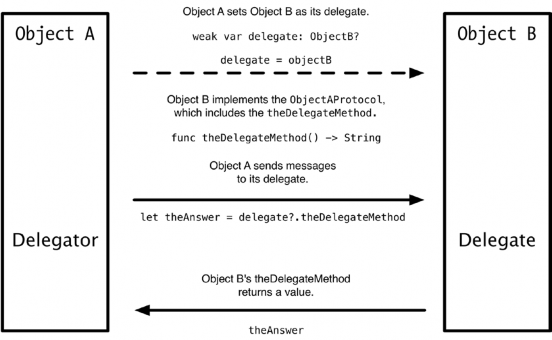 Object A sets Object B as its delegate.
Object A
Object B
weak var delegate: ObjectB?
delegate = objectB
Object B implements the ObjectAProtocol,
which includes the theDelegateMethod.
func theDelegateMethod() -> String
Object A sends messages
to its delegate.
let theAnswer = delegate?.theDelegateMethod
Delegator
Delegate
Object B's theDelegateMethod
returns a value.
theAnswer